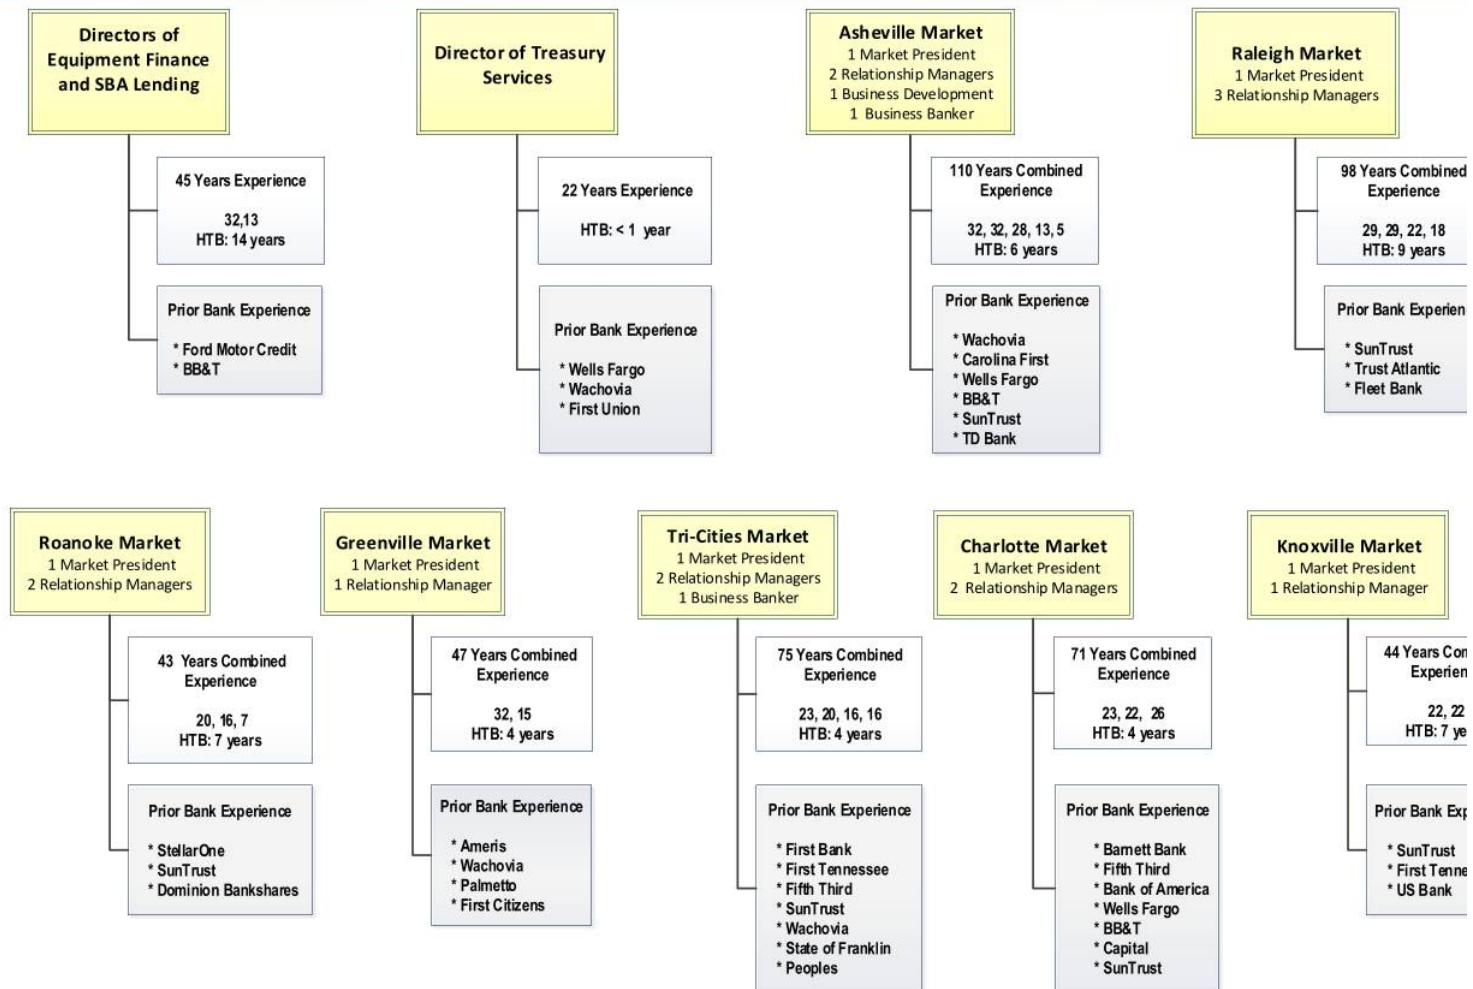 Directors of
Equipment Finance
and SBA Lending
45 Years Experience
32,13
HTB: 14 years
Prior Bank Experience
* Ford Motor Credit
* BB&T
Director of Treasury
Services
22 Years Experience
HTB: < 1 year
Prior Bank Experience
* Wells Fargo
* Wachovia
* First Union
Asheville Market
1 Market President
2 Relationship Managers
1 Business Development
1 Business Banker
110 Years Combined
Experience
32, 32, 28, 13, 5
HTB: 6 years
Prior Bank Experience
* Wachovia
* Carolina First
* Wells Fargo
* BB&T
* SunTrust
* TD Bank
Raleigh Market
1 Market President
3 Relationship Managers
98 Years Combined
Experience
29, 29, 22, 18
HTB: 9 years
Prior Bank
* SunTrust
* Trust Atlantic
* Fleet Bank
Roanoke Market
1 Market President
2 Relationship Managers
43 Years Combined
Experience
20, 16, 7
HTB: 7 years
Prior Bank Experience
* StellarOne
* SunTrust
* Dominion Bankshares
Greenville Market
1 Market President
1 Relationship Manager
47 Years Combined
Experience
32, 15
HTB: 4 years
Prior Bank Experience
* Ameris
* Wachovia
* Palmetto
* First Citizens
Tri-Cities Market
1 Market President
2 Relationship Managers
1 Business Banker
75 Years Combined
Experience
23, 20, 16, 16
HTB: 4 years
Prior Bank Experience
* First Bank
* First Tennessee
* Fifth Third
* SunTrust
* Wachovia
* State of Franklin
* Peoples
Charlotte Market
1 Market President
2 Relationship Managers
71 Years Combined
Experience
23, 22, 26
HTB: 4 years
Prior Bank Experience
* Barnett Bank
* Fifth Third
* Bank of America
* Wells Fargo
* BB&T
* Capital
* SunTrust
Knoxville Market
1 Market President
1 Relationship Manager
44 Years
22, 22
HTB: 7
Prior Bank
* SunTrust
* First
* US Bank